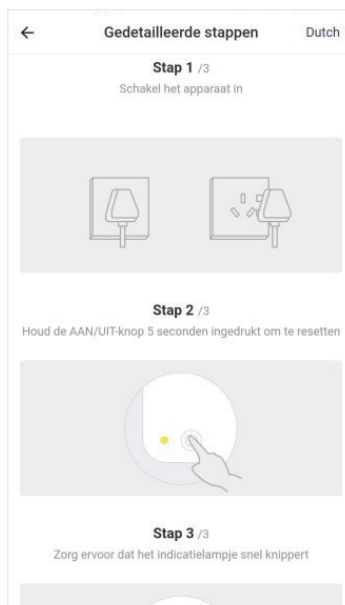 Gedetailleerde stappen Dutch
Stap 1 /3
Schakel het apparaat in
Stap 2 /3
Houd de AAN/UIT-knop 5 seconden ingedrukt om te resetten
Stap 3 /3
Zorg ervoor dat het indicatielampje snel knippert